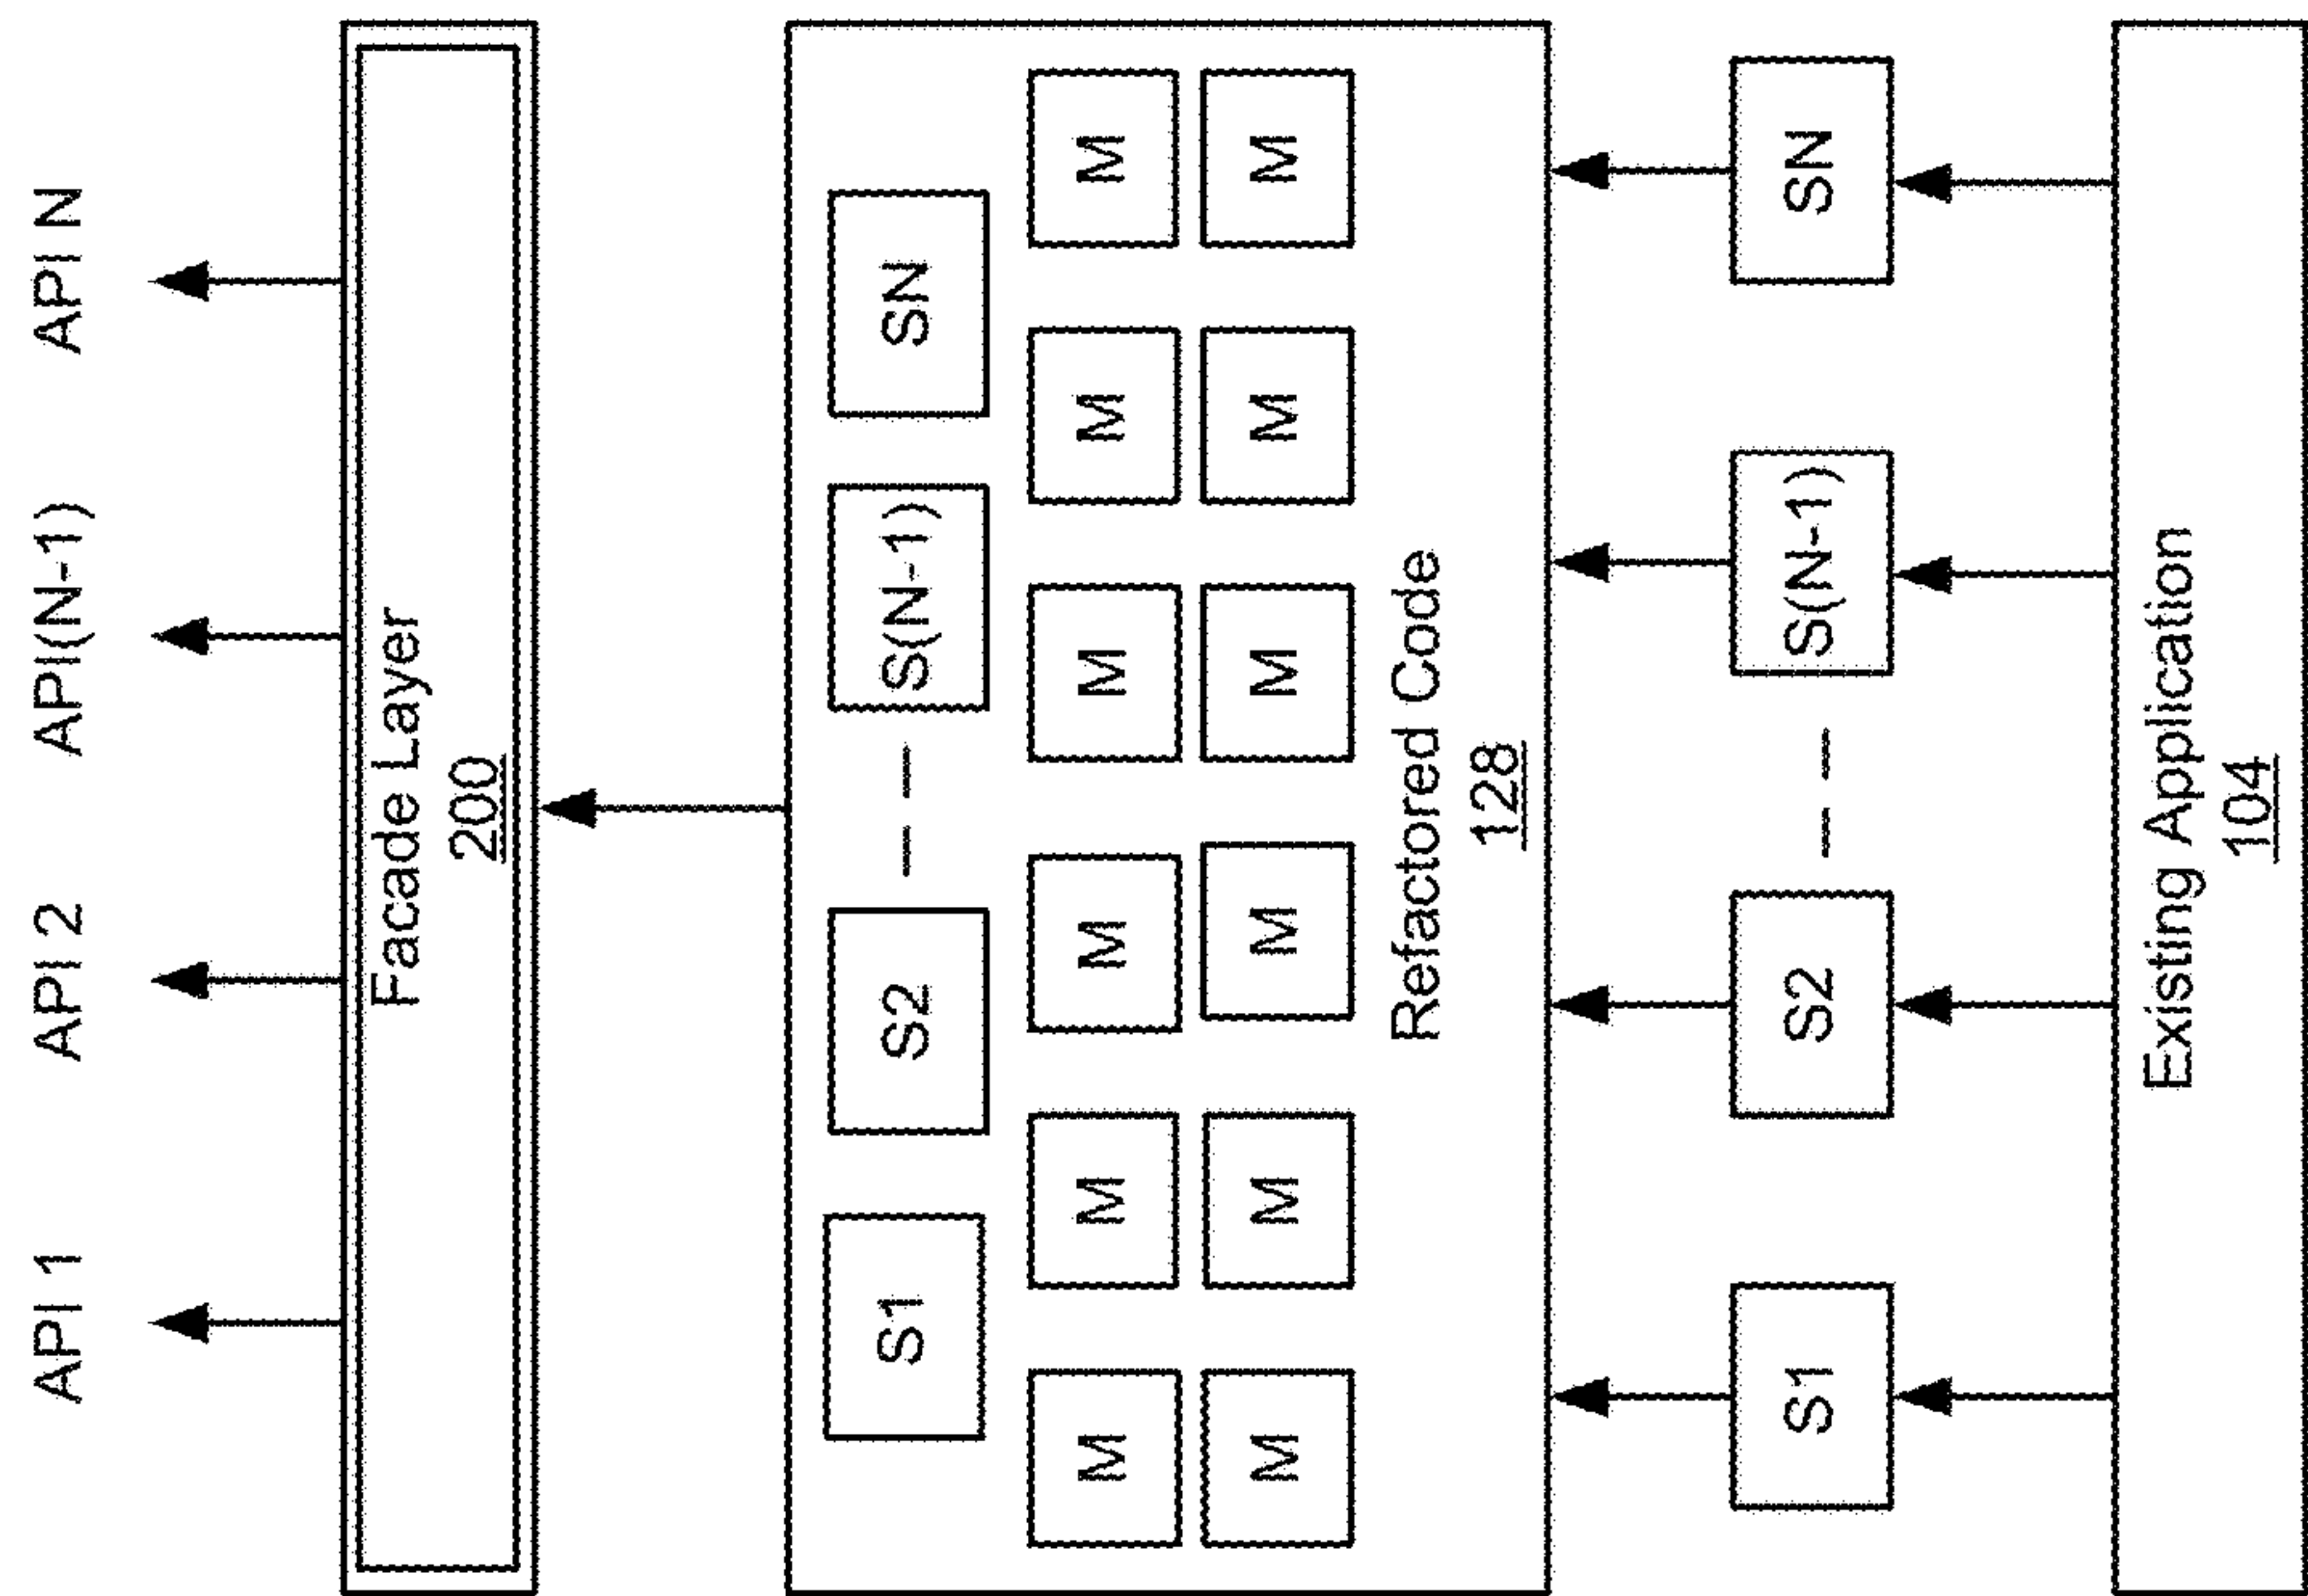 API 1
API 2
API(N-1)
API N
Facade Layer
200
S1
S2
S(N-1)
SN
M
M
M
M
M
M
M
M
M
M
M
M
Refactored Code
128
S1
S2
S(N-1)
SN
Existing Application
104